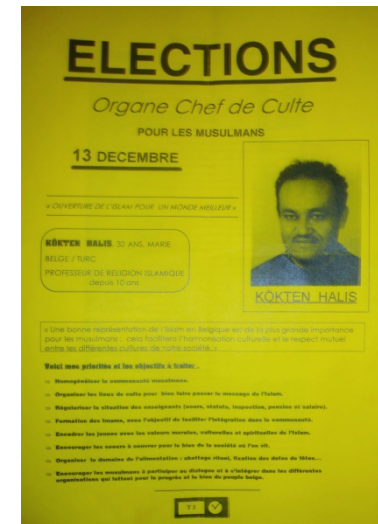 ELECTIONS
Organe Chef de Culte
POUR LES MUSULMANS
13 DECEMBRE
« OUVERTURE DE L'ISLAM POUR UN MONDE MEILLEUR »
KÖKTEN HALIS, 30 ANS, MARIE
BELGE / TURC
PROFESSEUR DE RELIGION ISLAMIQUE
depuis 10 ans
KÖKTEN HALIS
« Une bonne représentation de l'Islam en Belgique est de la plus grande importance
pour les musulmans : cela facilitera l'harmonisation culturelle et le respect mutuel
entre les différentes cultures de notre société. »
Voici mes priorités et les objectifs à traiter :
Homogénéiser la communauté musulmane.
Organiser les lieux de culte pour bien faire passer le message de l'Islam.
Régulariser la situation des enseignants (cours, statuts, inspection, pension et salaire).
Formation des Imams, avec l'objectif de faciliter l'intégration dans la communauté.
Encadrer les jeunes avec les valeurs morales, culturelles et spirituelles de l'Islam.
Encourager les savoirs à oeuvrer pour le bien de la société où l'on vit.
Organiser le domaine de l'alimentation : abattage rituel, fixation des dates de fêtes...
Encourager les musulmans à participer au dialogue et à s'intégrer dans les différentes
organisations qui luttent pour le progrès et le bien du peuple belge.